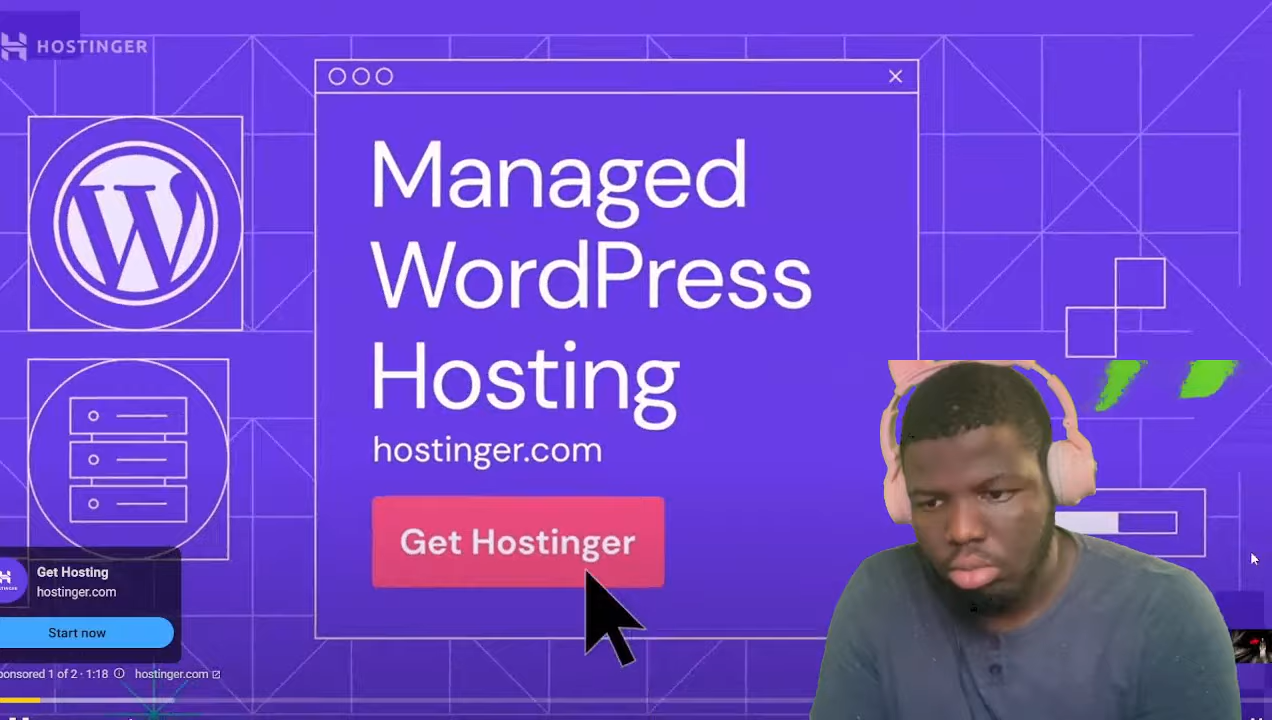 HOSTINGER
Managed
WordPress
Hosting
hostinger.com
Get Hostinger
Get Hosting
hostinger.com
Start now
ponsored 1 of 2 · 1:18
hostinger.com